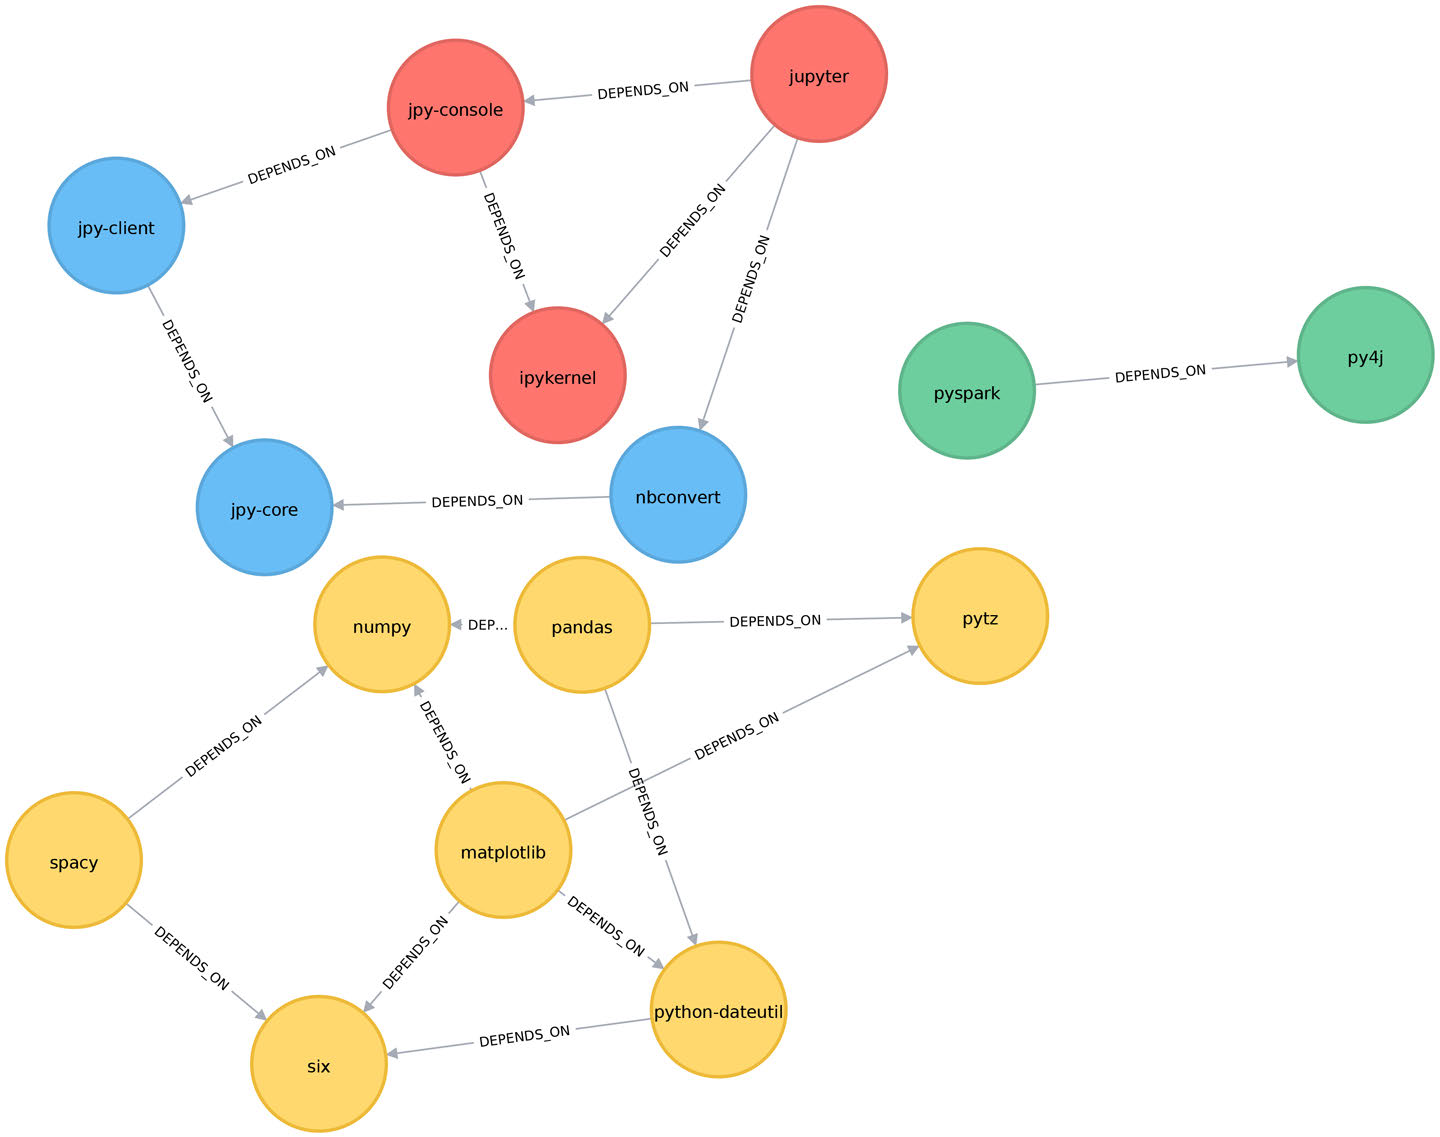 jupyter
DEPENDS_ON
jpy-console
DEPENDS_ON
DEPENDS_ON
DEPENDS_ON
DEPENDS_ON
jpy-client
DEPENDS_ON
ipykernel
pyspark
DEPENDS_ON
py4j
jpy-core
DEPENDS_ON
nbconvert
numpy
DEP...
pandas
DEPENDS_ON
pytz
DEPENDS_ON
DEPENDS_ON
DEPENDS_ON
DEPENDS_ON
spacy
matplotlib
DEPENDS_ON
DEPENDS_ON
DEPENDS_ON
python-dateutil
DEPENDS_ON
six